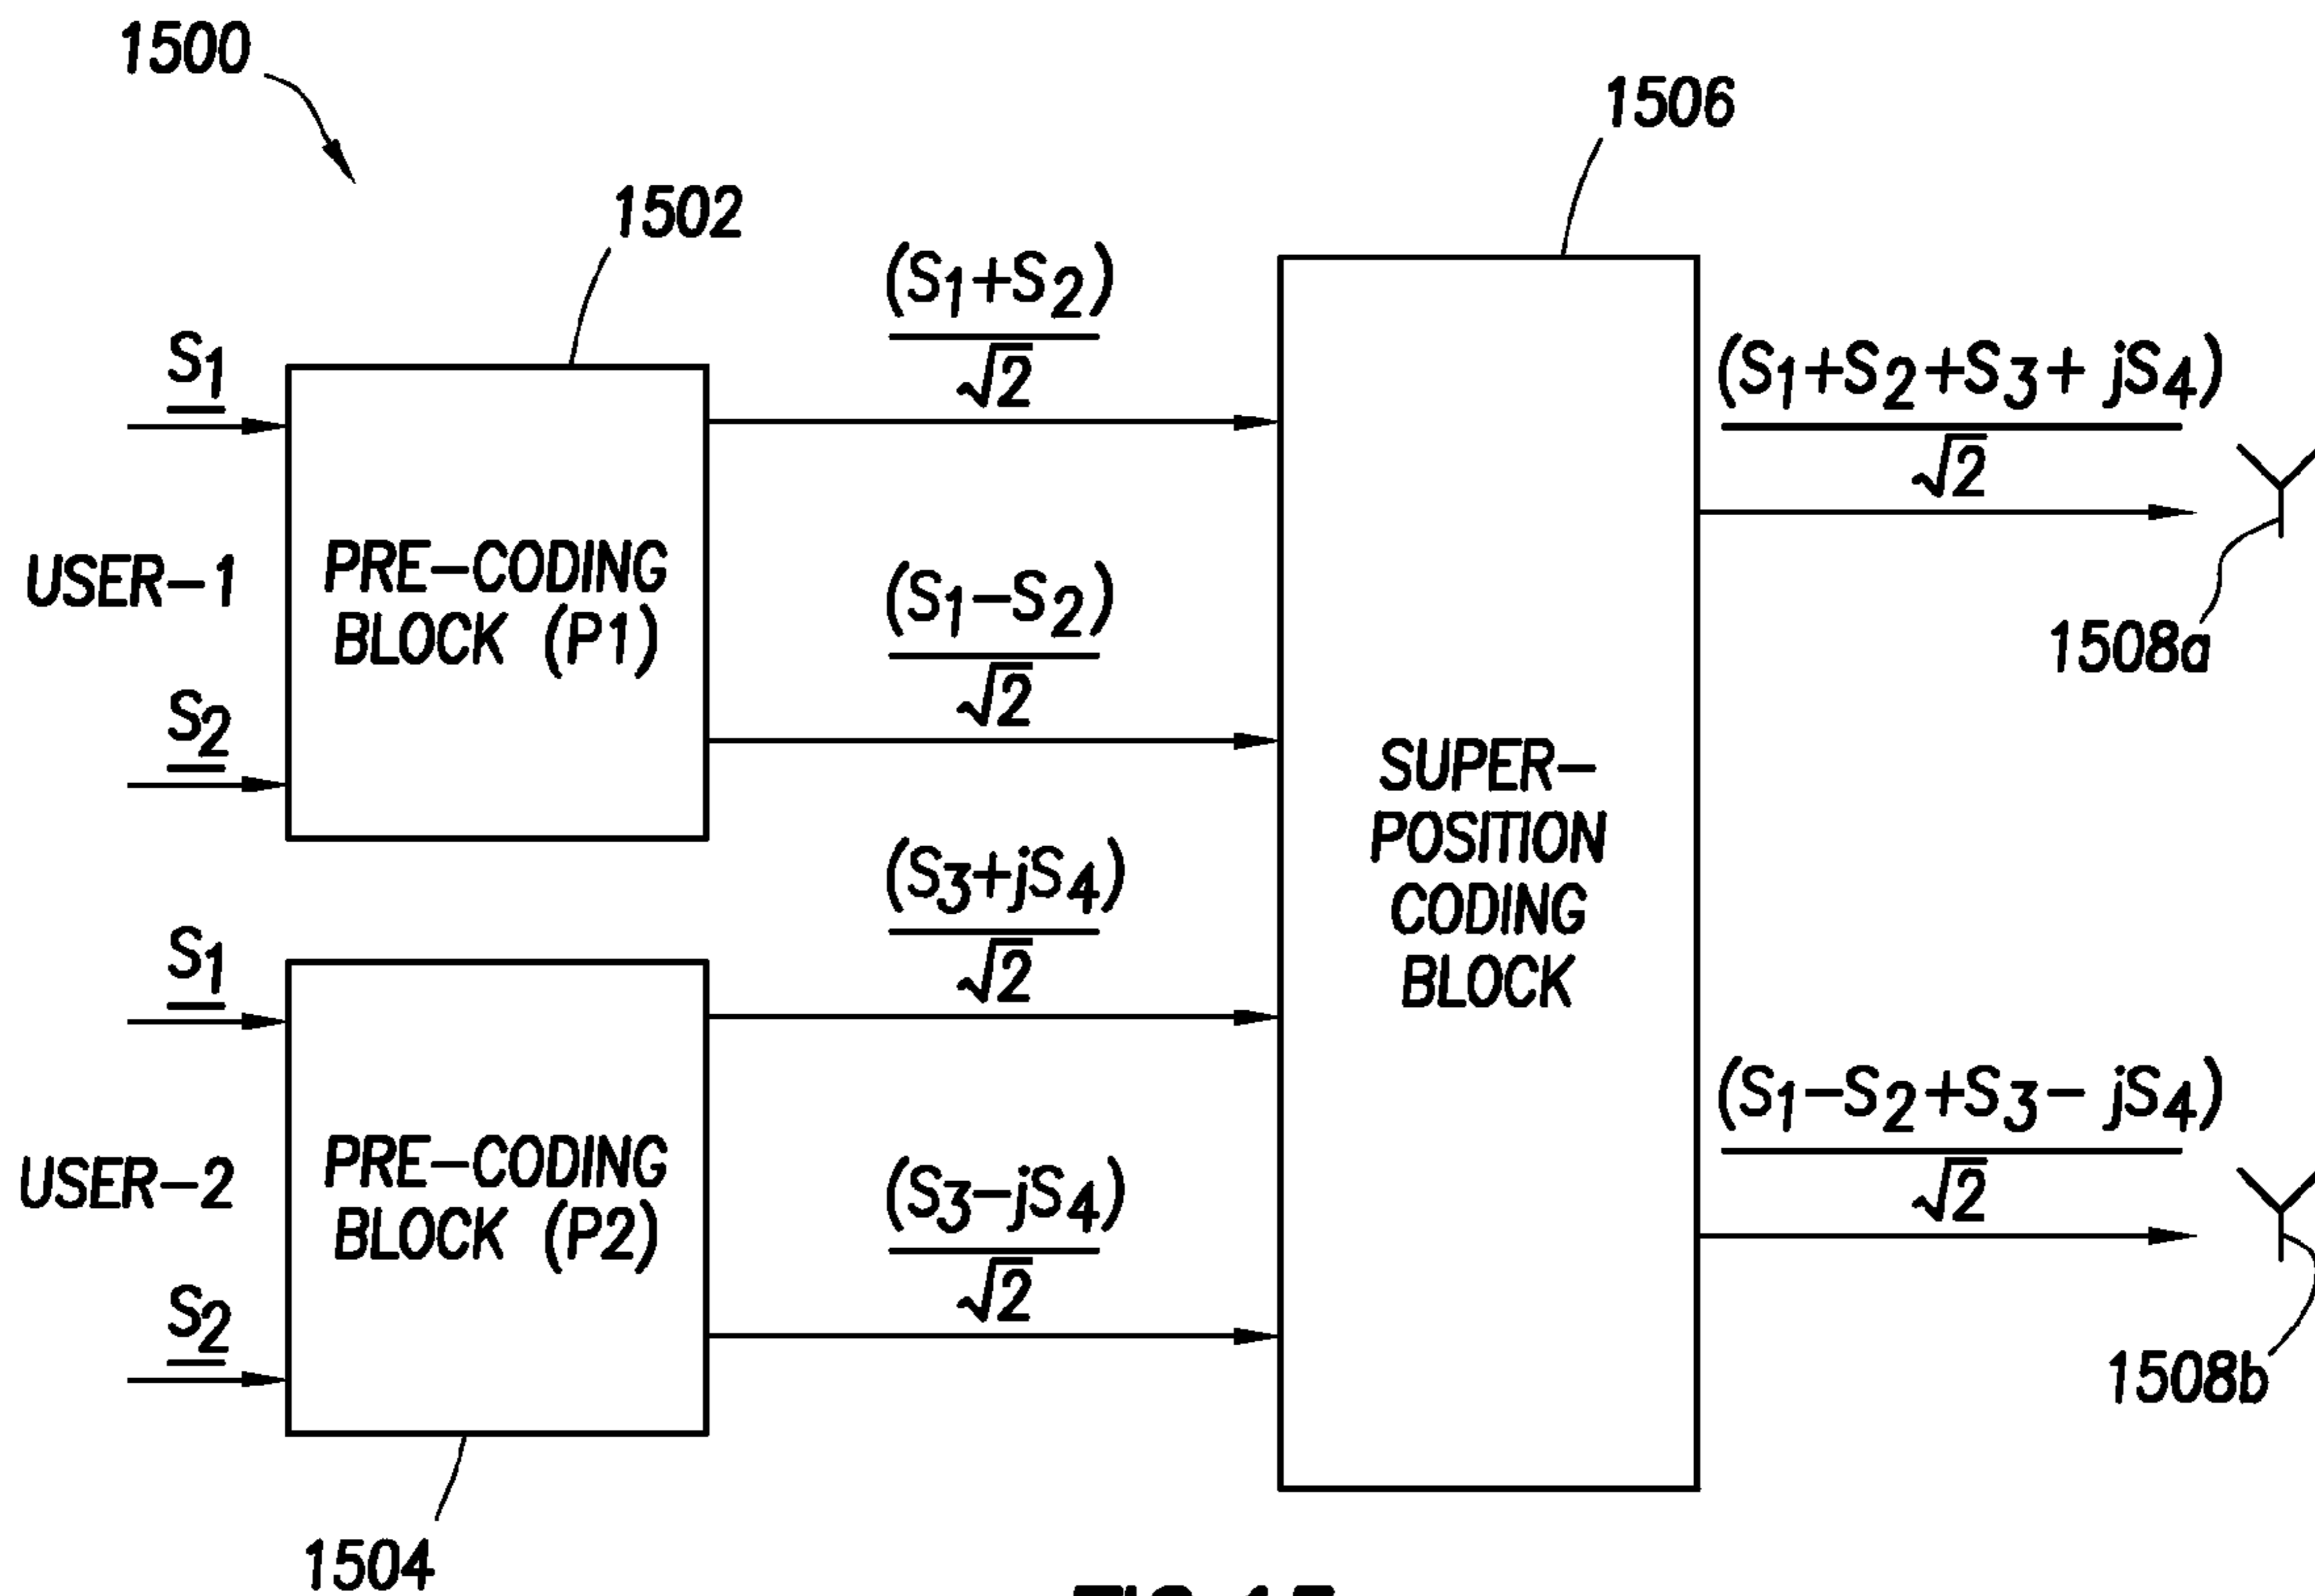 1500
1506
1502
(S1+S2)
√2
S1
(S1+S2+S3+ jS4)
√2
USER-1
PRE-CODING
BLOCK (P1)
(S1-S2)
√2
1508a
S2
SUPER-
POSITION
CODING
BLOCK
(S3+jS4)
√2
S1
(S1-S2+S3- jS4)
√2
USER-2
PRE-CODING
BLOCK (P2)
(S3-jS4)
√2
S2
1508b
1504